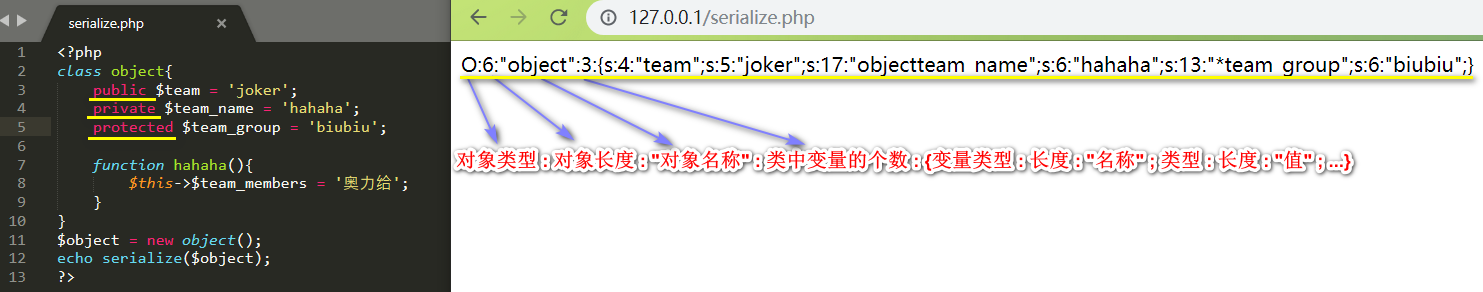 serialize.php ×
1 <?php
2 class object{
3 public $team = 'joker';
4 private $team_name = 'hahaha';
5 protected $team_group = 'biubiu';
6
7 function hahaha(){
8 $this->$team_members = '奥力给';
9 }
10 }
11 $object = new object();
12 echo serialize($object);
13 ?>
127.0.0.1/serialize.php
O:6:"object":3:{s:4:"team";s:5:"joker";s:17:"objectteam_name";s:6:"hahaha";s:13:"*team_group";s:6:"biubiu";}
对象类型 : 对象长度 : "对象名称" : 类中变量的个数 : {变量类型 : 长度 : "名称" ; 类型 : 长度 : "值" ; ...}